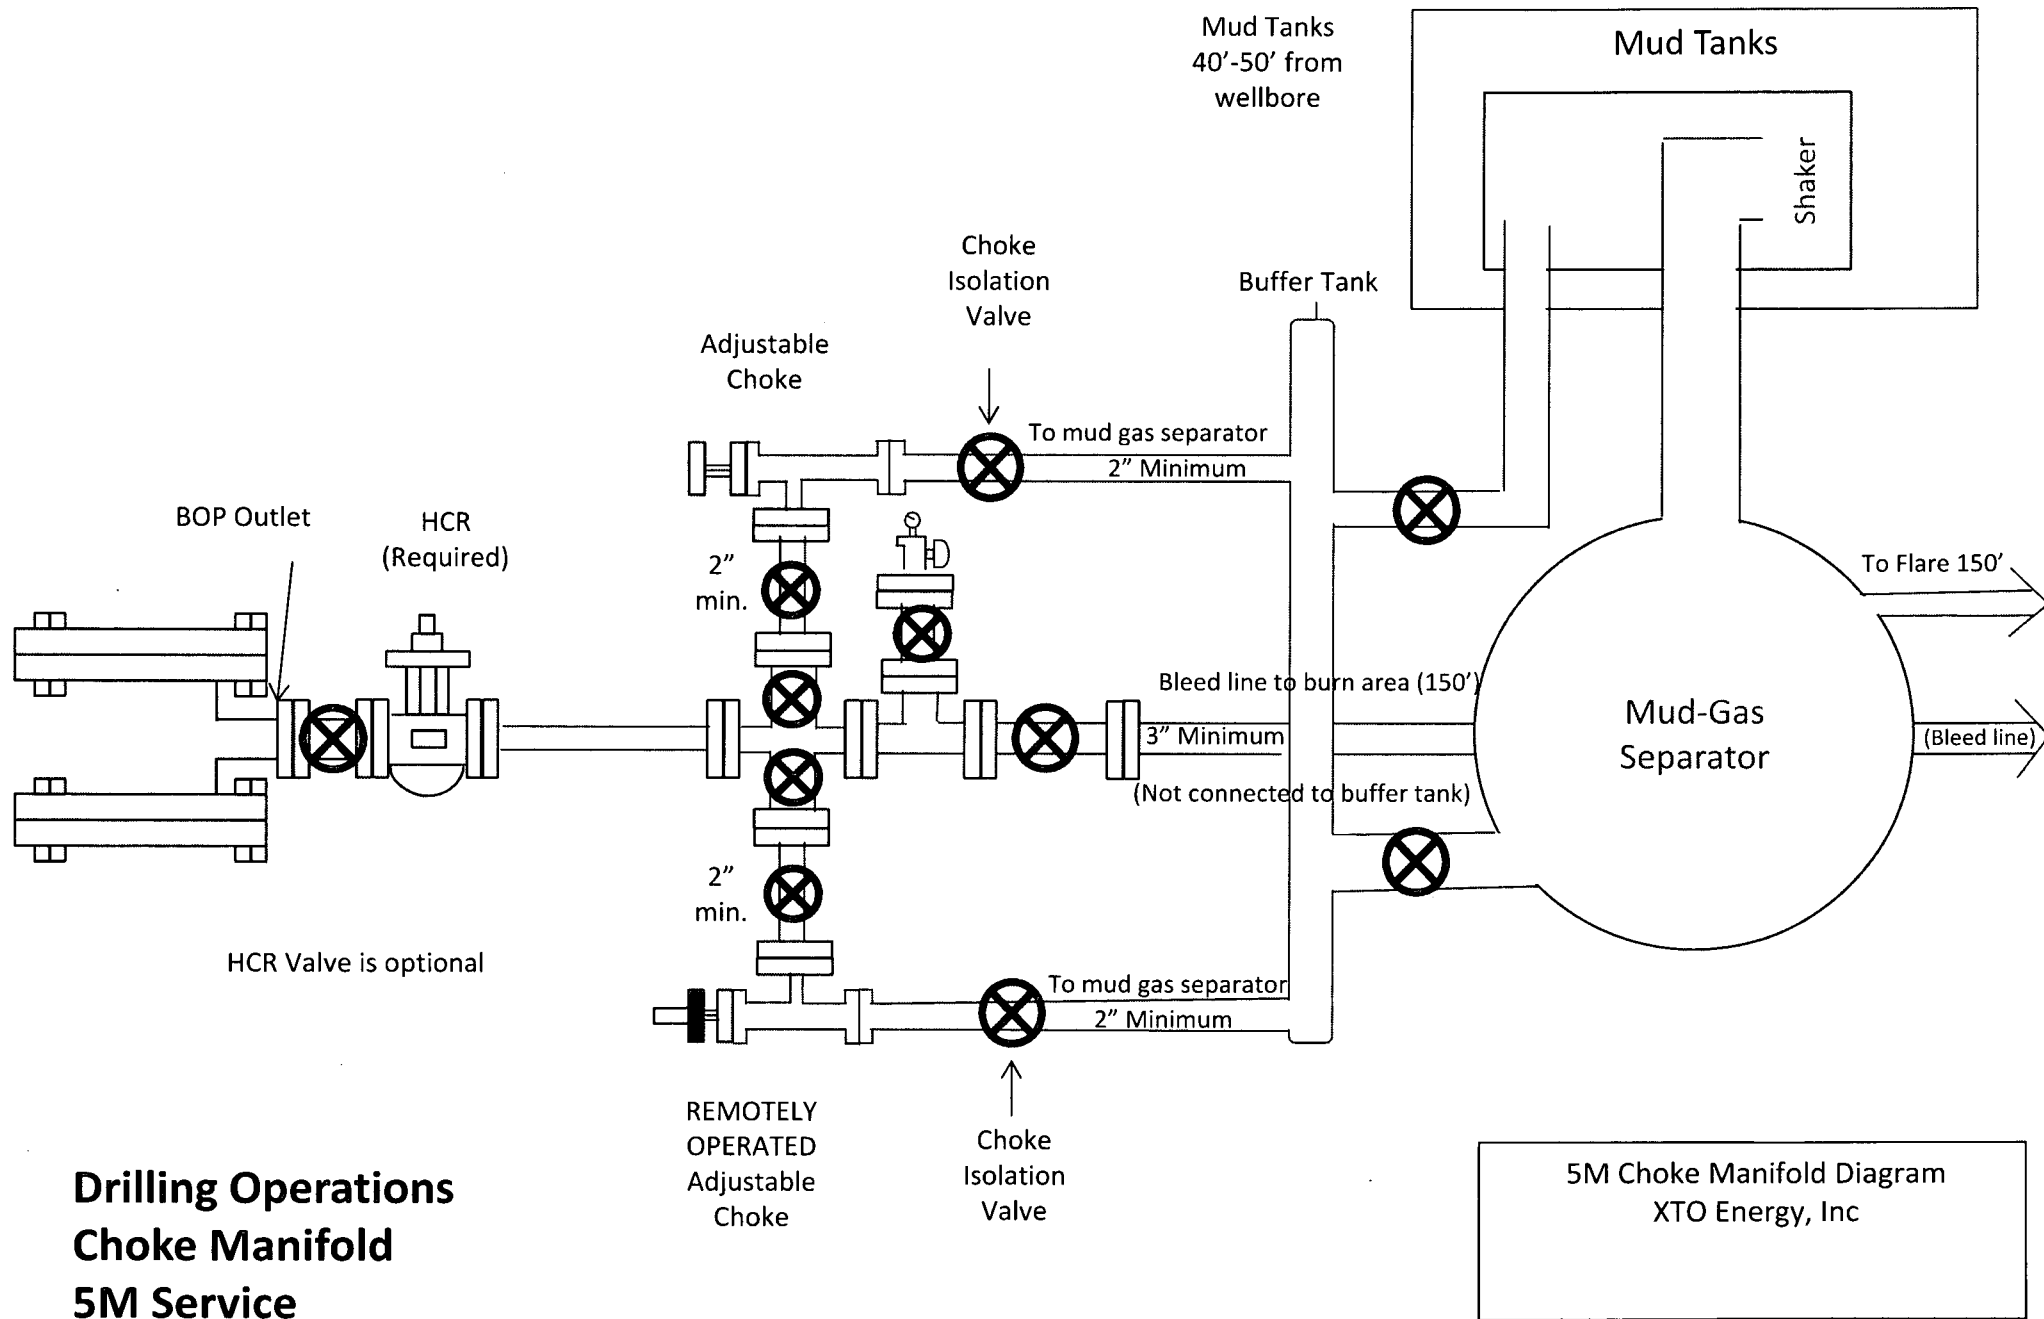 Mud Tanks
40’-50’ from
wellbore
Mud Tanks
Shaker
Choke
Isolation
Valve
Buffer Tank
Adjustable
Choke
To mud gas separator
2” Minimum
BOP Outlet
HCR
(Required)
2”
min.
To Flare 150’
Bleed line to burn area (150’)
3” Minimum
(Not connected to buffer tank)
Mud-Gas
Separator
(Bleed line)
2”
min.
HCR Valve is optional
To mud gas separator
2” Minimum
REMOTELY
OPERATED
Adjustable
Choke
Choke
Isolation
Valve
Drilling Operations
Choke Manifold
5M Service
5M Choke Manifold Diagram
XTO Energy, Inc